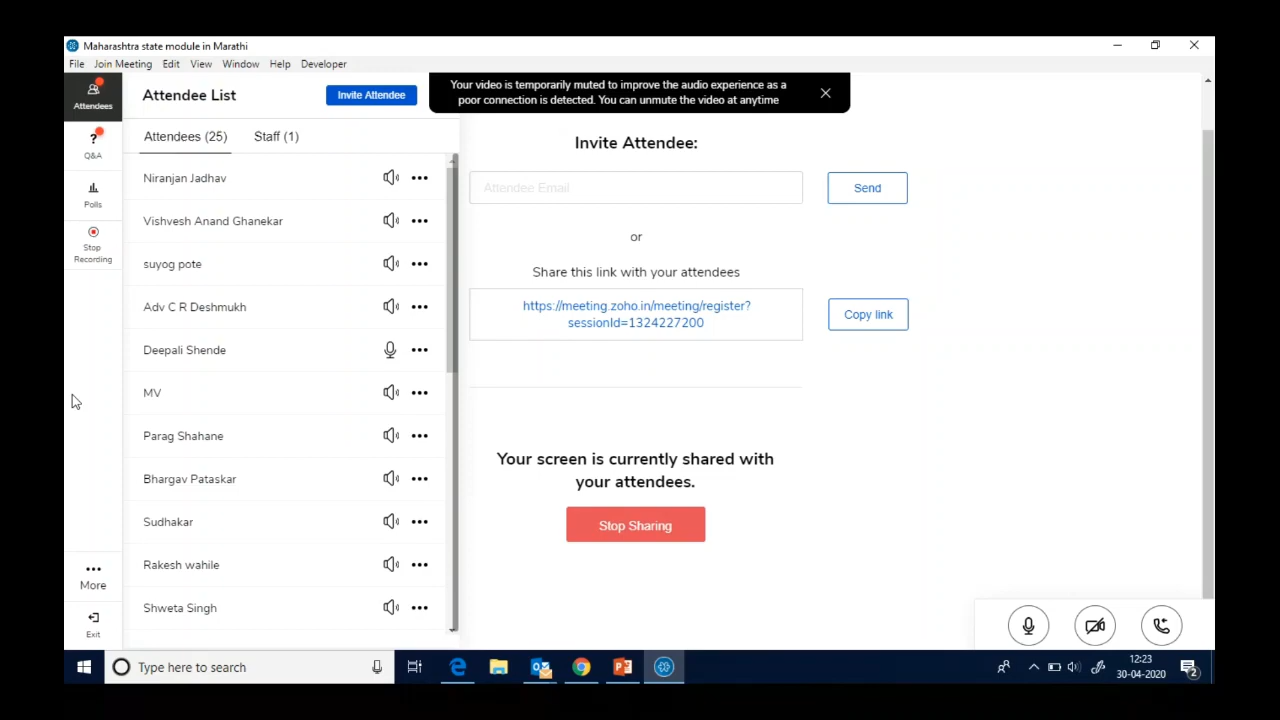 Maharashtra state module in Marathi
File Join Meeting Edit View Window Help Developer
Attendees
Q&A
Polls
Stop
Recording
More
Exit
Attendee List
Invite Attendee
Attendees (25) Staff (1)
Niranjan Jadhav
Vishvesh Anand Ghanekar
suyog pote
Adv C R Deshmukh
Deepali Shende
MV
Parag Shahane
Bhargav Pataskar
Sudhakar
Rakesh wahile
Shweta Singh
Your video is temporarily muted to improve the audio experience as a
poor connection is detected. You can unmute the video at anytime
Invite Attendee:
Attendee Email
Send
or
Share this link with your attendees
https://meeting.zoho.in/meeting/register?
sessionId=1324227200
Copy link
Your screen is currently shared with
your attendees.
Stop Sharing
Type here to search
12:23
30-04-2020
2